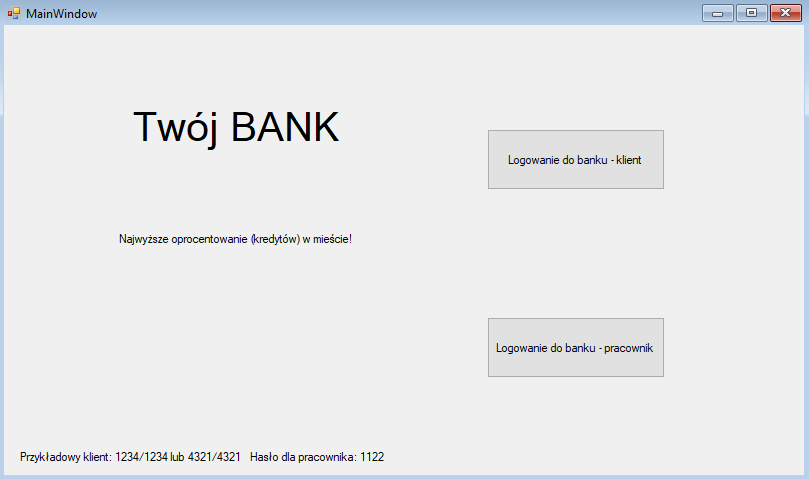 MainWindow
Twój BANK
Logowanie do banku - klient
Najwyższe oprocentowanie (kredytów) w mieście!
Logowanie do banku - pracownik
Przykładowy klient: 1234/1234 lub 4321/4321 Hasło dla pracownika: 1122